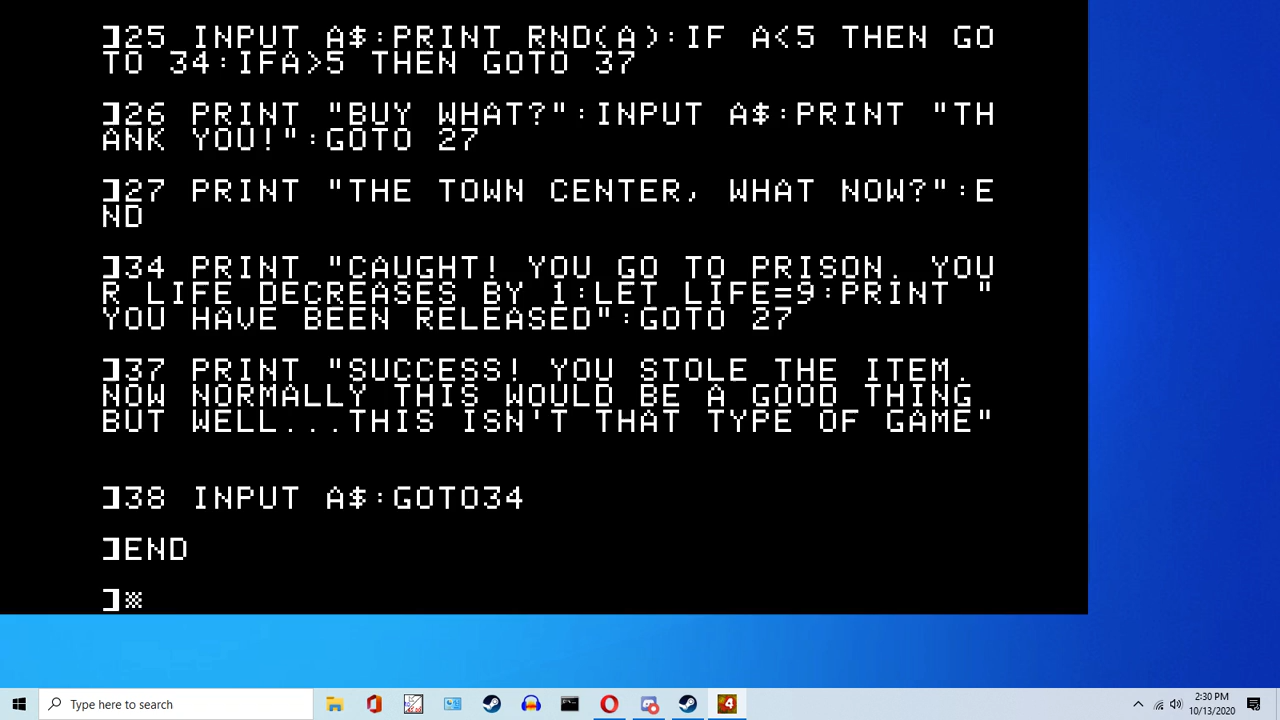 ]25 INPUT A$:PRINT RND(A):IF A<5 THEN GO
TO 34:IFA>5 THEN GOTO 37
]26 PRINT "BUY WHAT?":INPUT A$:PRINT "TH
ANK YOU!":GOTO 27
]27 PRINT "THE TOWN CENTER, WHAT NOW?":E
ND
]34 PRINT "CAUGHT! YOU GO TO PRISON. YOU
R LIFE DECREASES BY 1:LET LIFE=9:PRINT "
YOU HAVE BEEN RELEASED":GOTO 27
]37 PRINT "SUCCESS! YOU STOLE THE ITEM.
NOW NORMALLY THIS WOULD BE A GOOD THING
BUT WELL...THIS ISN'T THAT TYPE OF GAME"
]38 INPUT A$:GOTO34
]END
]
Type here to search
2:30 PM
10/13/2020